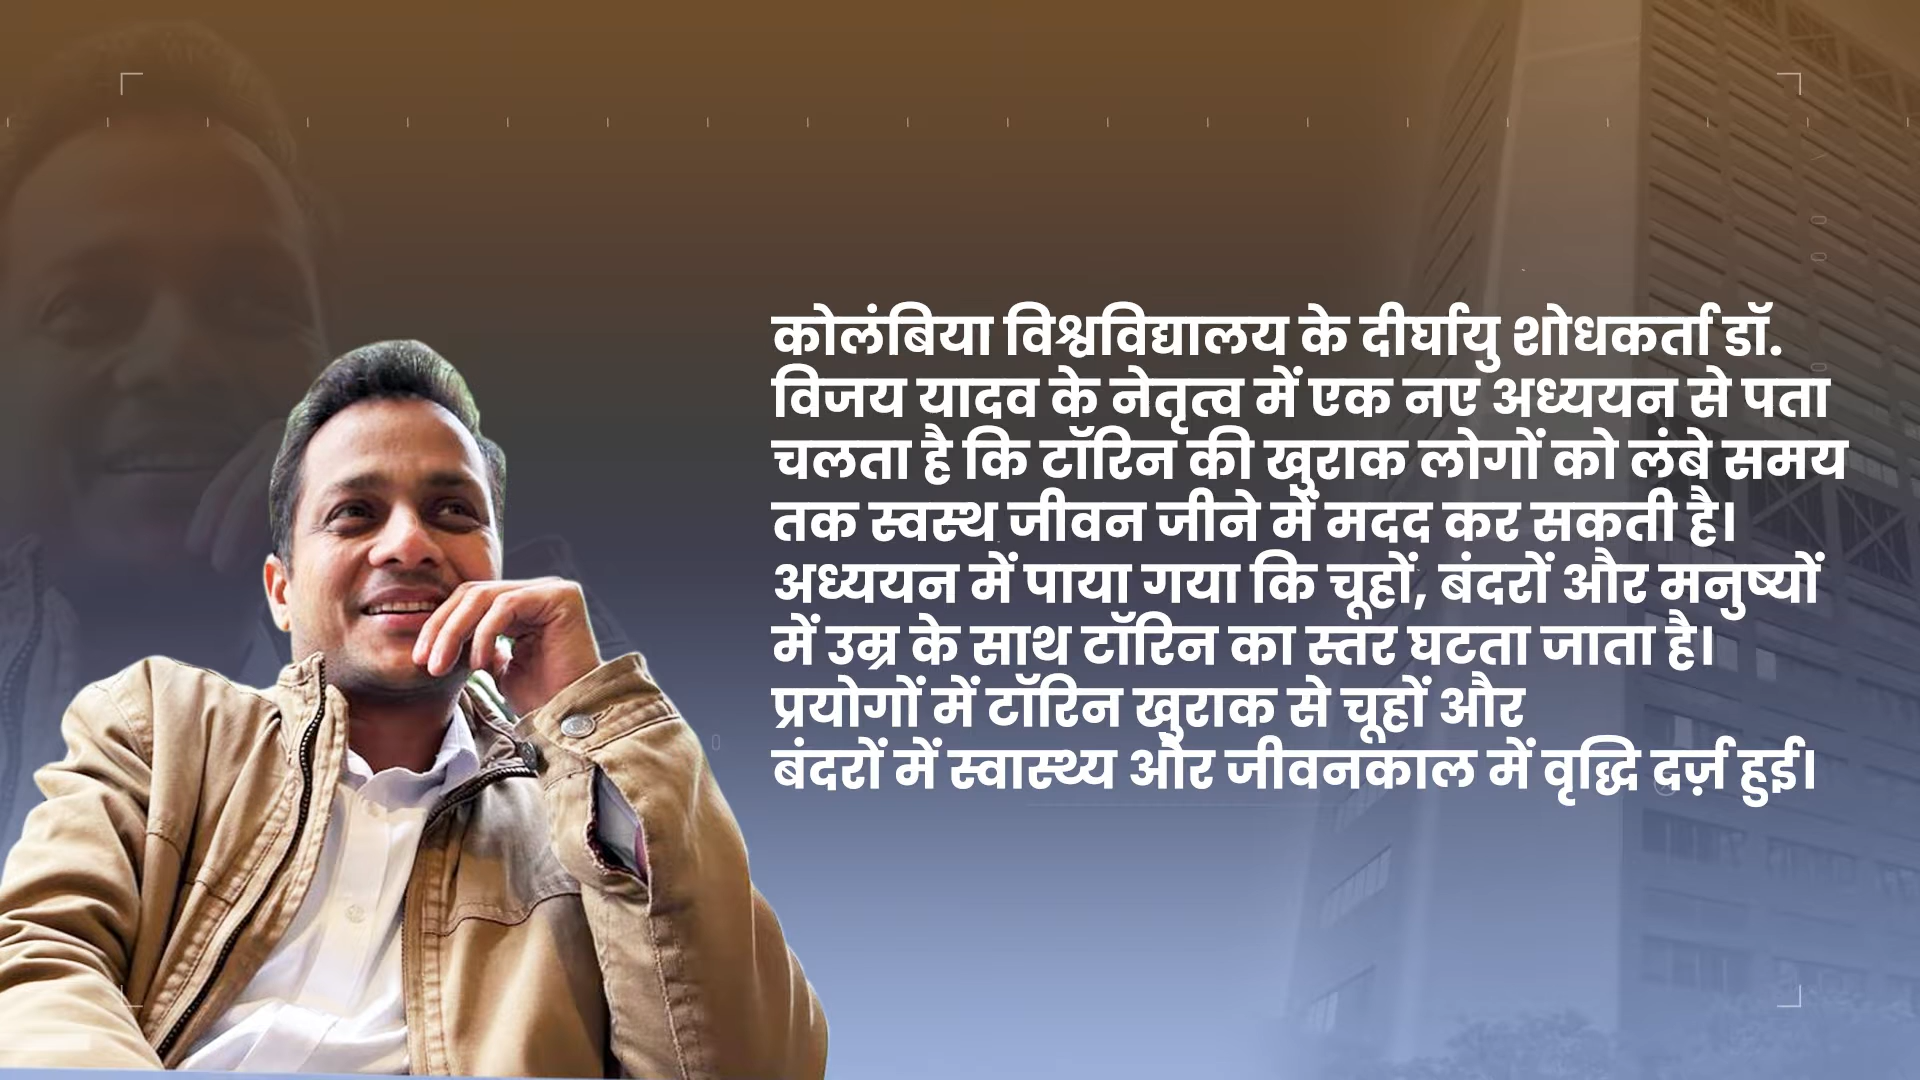 कोलंबिया विश्वविद्यालय के दीर्घायु शोधकर्ता डॉ.
विजय यादव के नेतृत्व में एक नए अध्ययन से पता
चलता है कि टॉरिन की खुराक लोगों को लंबे समय
तक स्वस्थ जीवन जीने में मदद कर सकती है।
अध्ययन में पाया गया कि चूहों, बंदरों और मनुष्यों
में उम्र के साथ टॉरिन का स्तर घटता जाता है।
प्रयोगों में टॉरिन खुराक से चूहों और
बंदरों में स्वास्थ्य और जीवनकाल में वृद्धि दर्ज़ हुई।